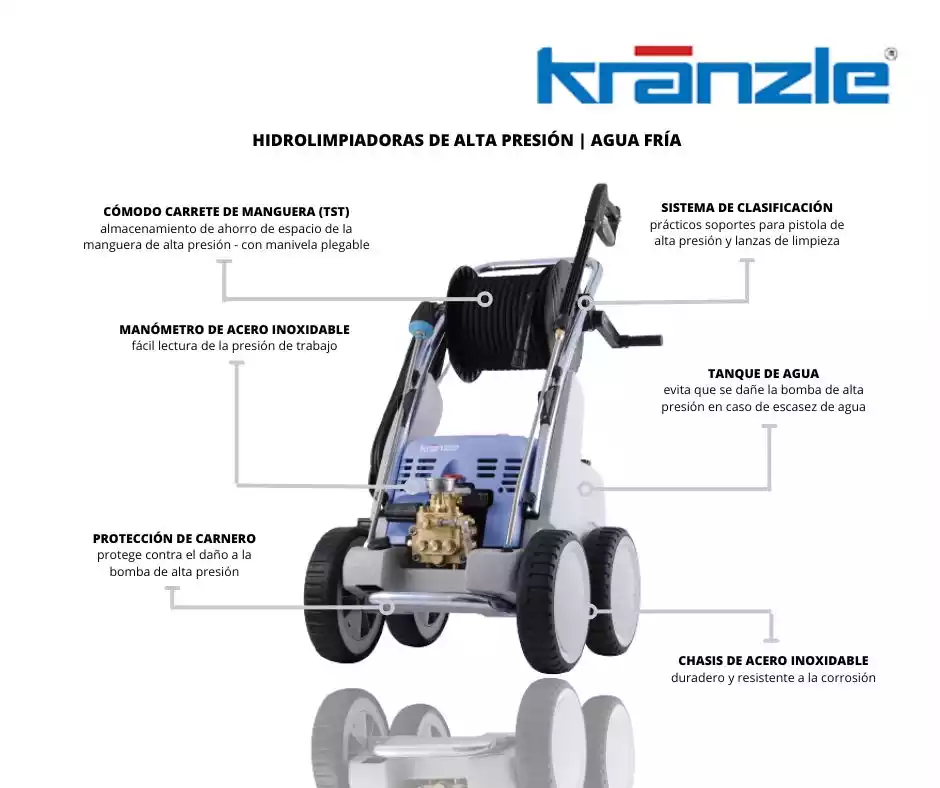 kränzle
®
HIDROLIMPIADORAS DE ALTA PRESIÓN | AGUA FRÍA
CÓMODO CARRETE DE MANGUERA (TST)
almacenamiento de ahorro de espacio de la
manguera de alta presión - con manivela plegable
SISTEMA DE CLASIFICACIÓN
prácticos soportes para pistola de
alta presión y lanzas de limpieza
MANÓMETRO DE ACERO INOXIDABLE
fácil lectura de la presión de trabajo
TANQUE DE AGUA
evita que se dañe la bomba de alta
presión en caso de escasez de agua
kränzle
PROTECCIÓN DE CARNERO
protege contra el daño a la
bomba de alta presión
CHASIS DE ACERO INOXIDABLE
duradero y resistente a la corrosión